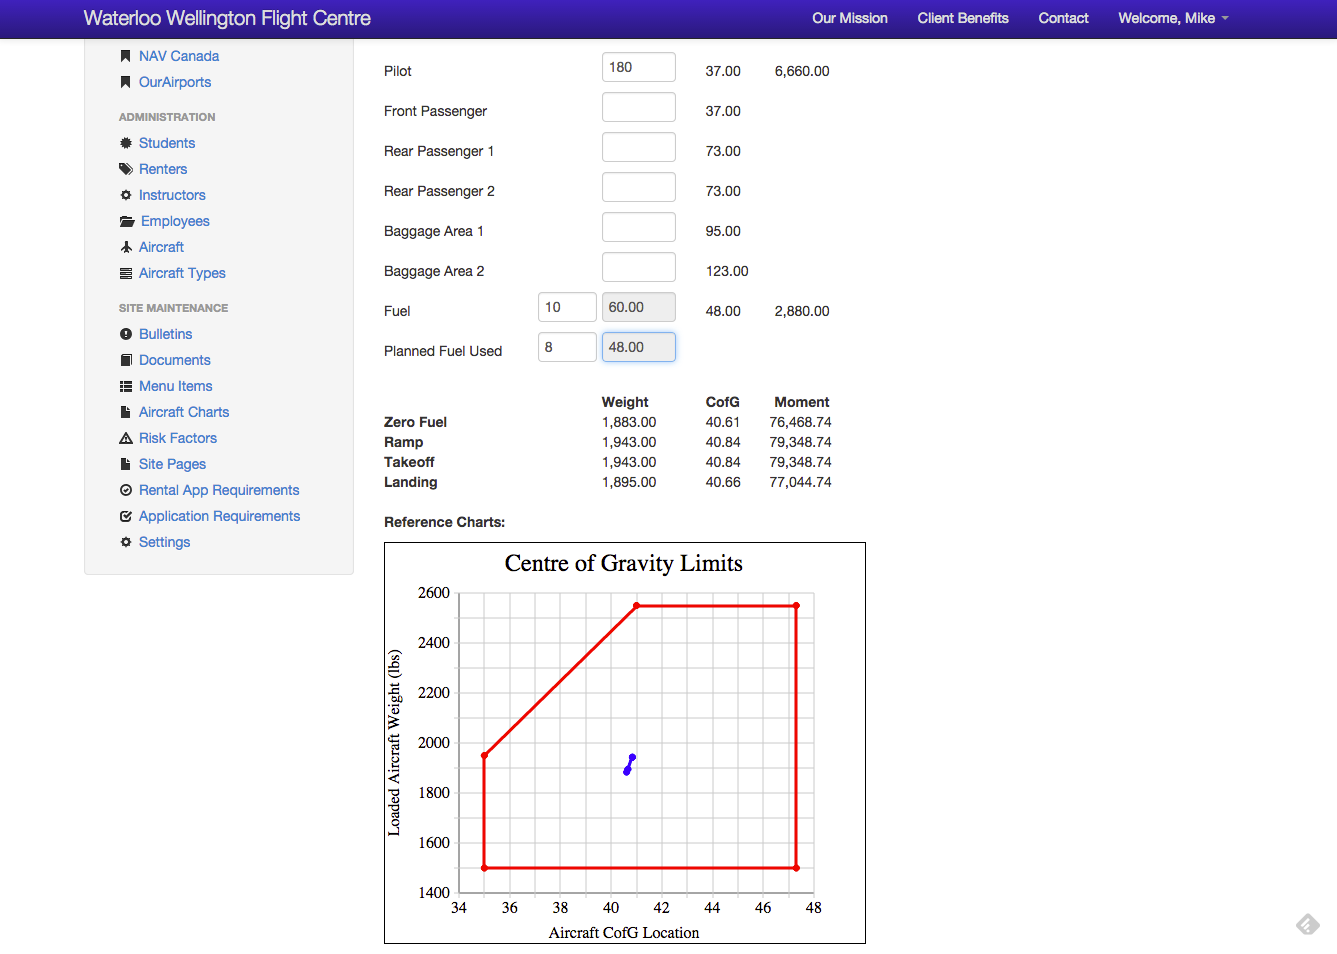 Waterloo Wellington Flight Centre Our Mission Client Benefits Contact Welcome, Mike
NAV Canada
OurAirports
ADMINISTRATION
Students
Renters
Instructors
Employees
Aircraft
Aircraft Types
SITE MAINTENANCE
Bulletins
Documents
Menu Items
Aircraft Charts
Risk Factors
Site Pages
Rental App Requirements
Application Requirements
Settings
Pilot 180 37.00 6,660.00
Front Passenger 37.00
Rear Passenger 1 73.00
Rear Passenger 2 73.00
Baggage Area 1 95.00
Baggage Area 2 123.00
Fuel 10 60.00 48.00 2,880.00
Planned Fuel Used 8 48.00
Weight CofG Moment
Zero Fuel 1,883.00 40.61 76,468.74
Ramp 1,943.00 40.84 79,348.74
Takeoff 1,943.00 40.84 79,348.74
Landing 1,895.00 40.66 77,044.74
Reference Charts:
Centre of Gravity Limits
Loaded Aircraft Weight (lbs)
2600
2400
2200
2000
1800
1600
1400
34 36 38 40 42 44 46 48
Aircraft CofG Location